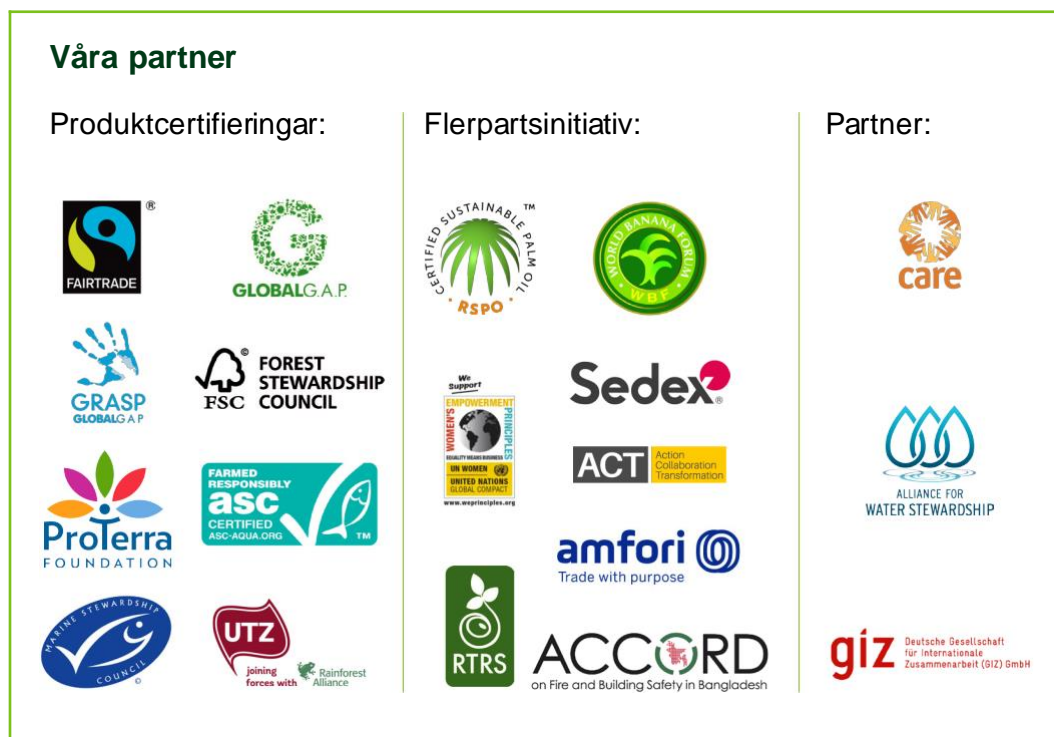 Våra partner
Produktcertifieringar:
FAIRTRADE
®
GLOBALG.A.P.
GRASP
GLOBALG.A.P
FSC
©
FOREST
STEWARDSHIP
COUNCIL
ProTerra
FOUNDATION
FARMED
RESPONSIBLY
asc
CERTIFIED
ASC-AQUA.ORG
TM
MARINE STEWARDSHIP
COUNCIL
©
UTZ
joining
forces with
Rainforest
Alliance
Flerpartsinitiativ:
CERTIFIED SUSTAINABLE PALM OIL
TM
· RSPO ·
WORLD BANANA FORUM
· WBF ·
We
Support
WOMEN'S
EMPOWERMENT
PRINCIPLES
EQUALITY MEANS BUSINESS
UN WOMEN
UNITED NATIONS
GLOBAL COMPACT
www.weprinciples.org
Sedex®
ACT
Action
Collaboration
Transformation
amfori
Trade with purpose
RTRS
ACCORD
on Fire and Building Safety in Bangladesh
Partner:
care
ALLIANCE FOR
WATER STEWARDSHIP
giz
Deutsche Gesellschaft
für Internationale
Zusammenarbeit (GIZ) GmbH